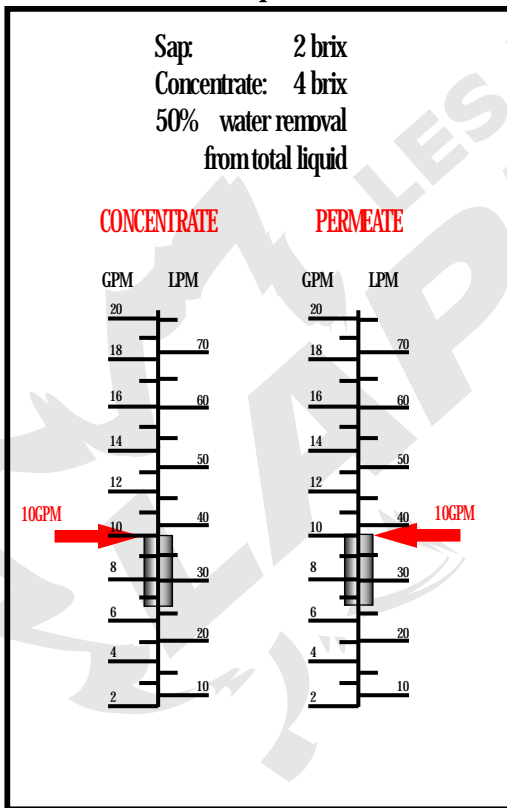 Sap: 2 brix
Concentrate: 4 brix
50% water removal
from total liquid
CONCENTRATE PERMEATE
GPM LPM GPM LPM
20 20
70 70
18 18
16 60 16 60
14 14
50 50
12 12
10GPM 10 40 10 40 10GPM
8 30 8 30
6 6
20 20
4 4
10 10
2 2
LES
LAP